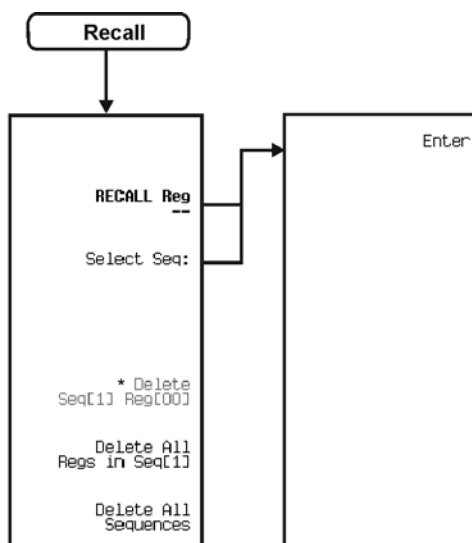 Recall
RECALL Reg
--
Select Seq:
* Delete
Seq[1] Reg[00]
Delete All
Regs in Seq[1]
Delete All
Sequences
Enter